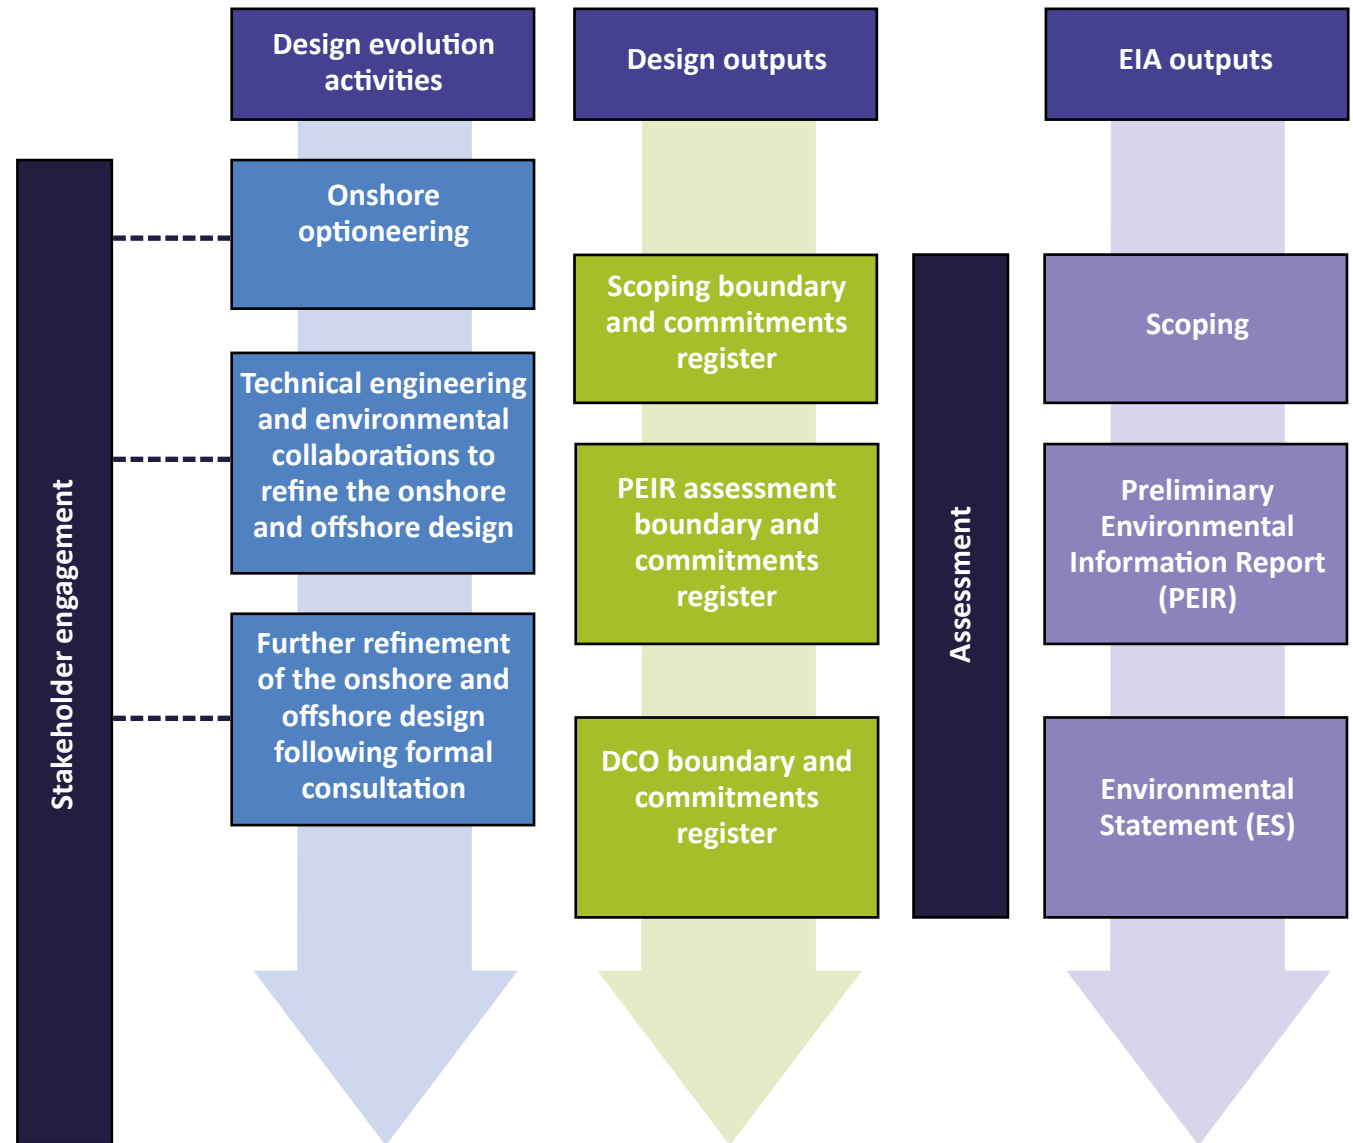 Design evolution
activities
Design outputs
EIA outputs
Stakeholder engagement
Onshore
optioneering
Technical engineering
and environmental
collaborations to
refine the onshore
and offshore design
Further refinement
of the onshore and
offshore design
following formal
consultation
Scoping boundary
and commitments
register
PEIR assessment
boundary and
commitments
register
DCO boundary and
commitments
register
Assessment
Scoping
Preliminary
Environmental
Information Report
(PEIR)
Environmental
Statement (ES)